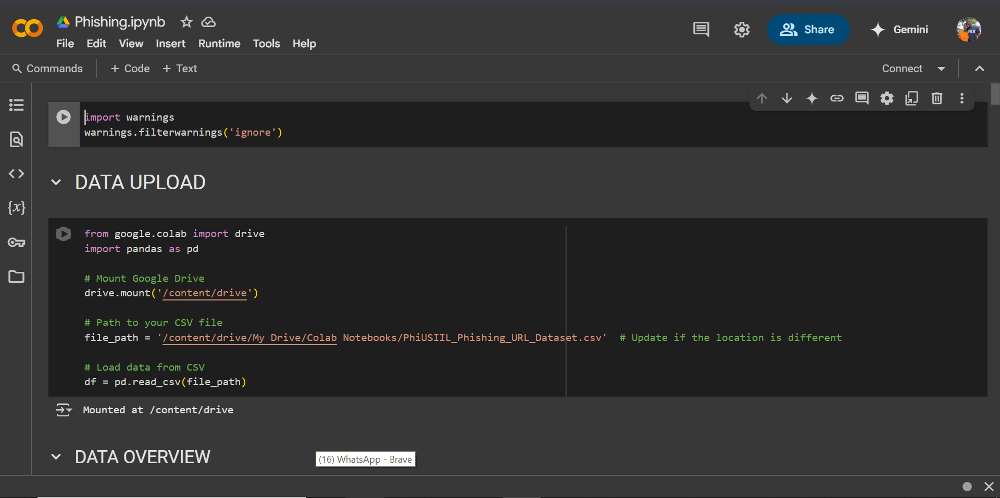 Phishing.ipynb
File Edit View Insert Runtime Tools Help
Share
Gemini
Commands + Code + Text
Connect
import warnings
warnings.filterwarnings('ignore')
DATA UPLOAD
from google.colab import drive
import pandas as pd
# Mount Google Drive
drive.mount('/content/drive')
# Path to your CSV file
file_path = '/content/drive/My Drive/Colab Notebooks/PhiUSIIL_Phishing_URL_Dataset.csv'  # Update if the location is different
# Load data from CSV
df = pd.read_csv(file_path)
Mounted at /content/drive
DATA OVERVIEW
(16) WhatsApp - Brave